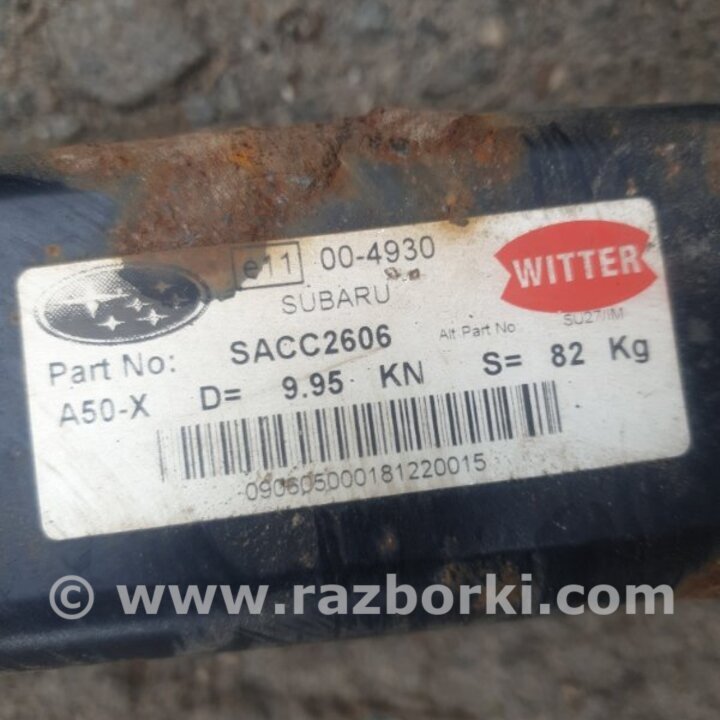 e11 00-4930
SUBARU
WITTER
Part No: SACC2606 Alt Part No SU27/IM
A50-X D= 9.95 KN S= 82 Kg
090605000181220015
© www.razborki.com